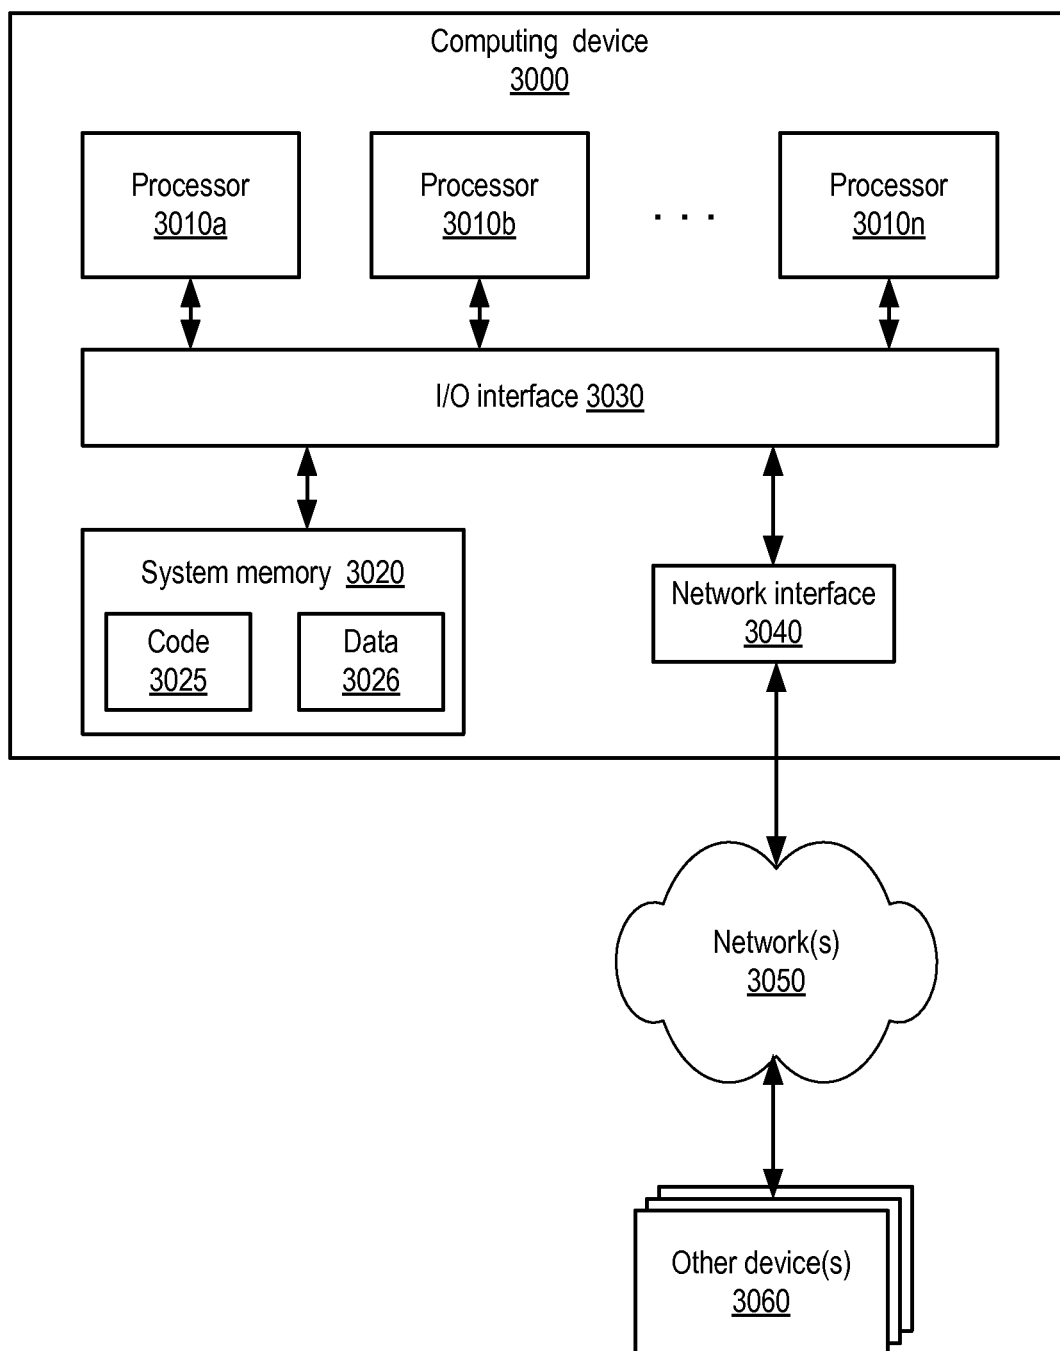 Computing device
3000
Processor
3010a
Processor
3010b
. . .
Processor
3010n
I/O interface 3030
System memory 3020
Code
3025
Data
3026
Network interface
3040
Network(s)
3050
Other device(s)
3060